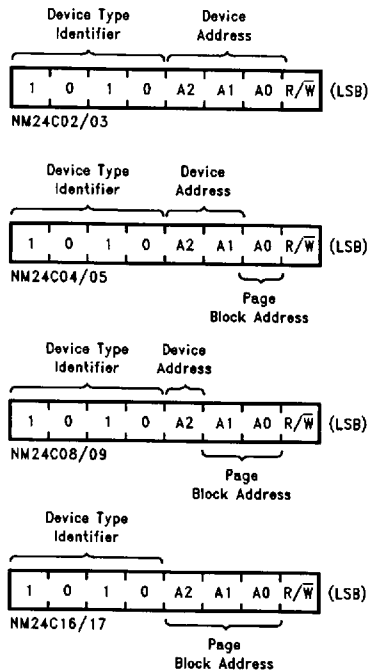 Device Type Identifier
Device Address
1 0 1 0 A2 A1 A0 R/W̅ (LSB)
NM24C02/03
Device Type Identifier
Device Address
1 0 1 0 A2 A1 A0 R/W̅ (LSB)
NM24C04/05
Page Block Address
Device Type Identifier
Device Address
1 0 1 0 A2 A1 A0 R/W̅ (LSB)
NM24C08/09
Page Block Address
Device Type Identifier
1 0 1 0 A2 A1 A0 R/W̅ (LSB)
NM24C16/17
Page Block Address